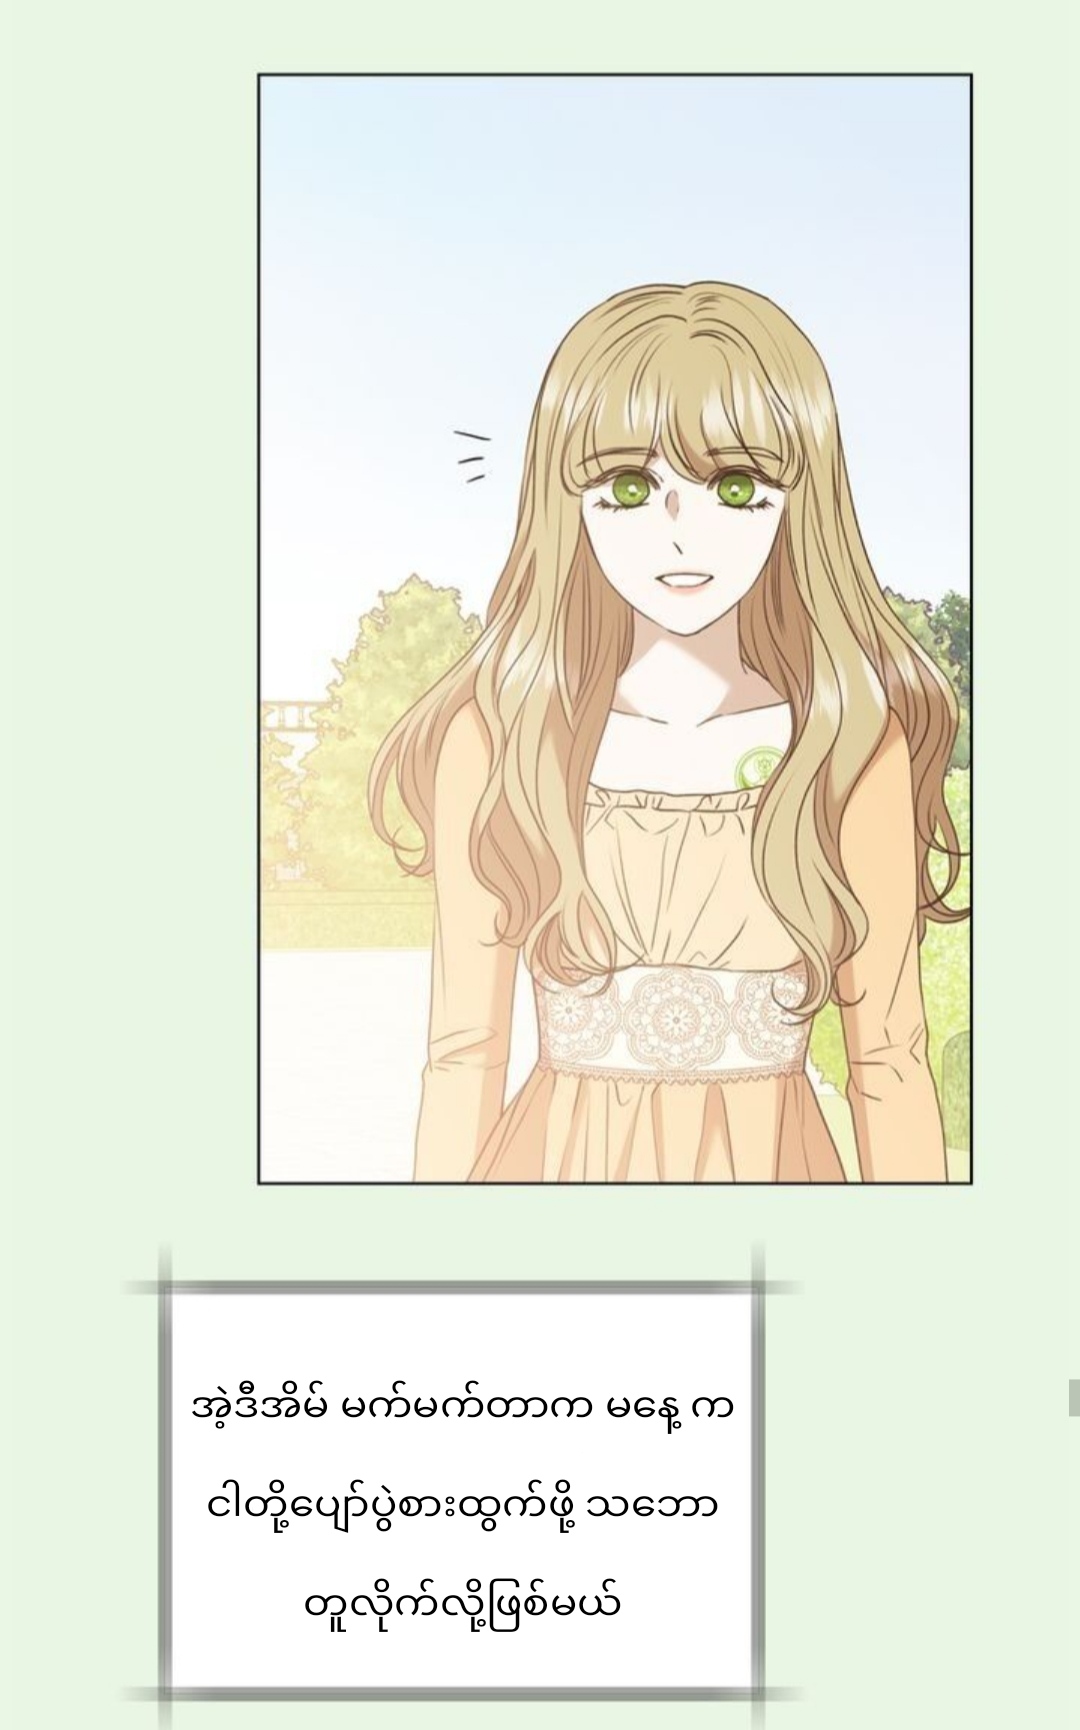 အဲ့ဒီအိမ် မက်မက်တာက မနေ့ က
ငါတို့ပျော်ပွဲစားထွက်ဖို့ သဘော
တူလိုက်လို့ဖြစ်မယ်